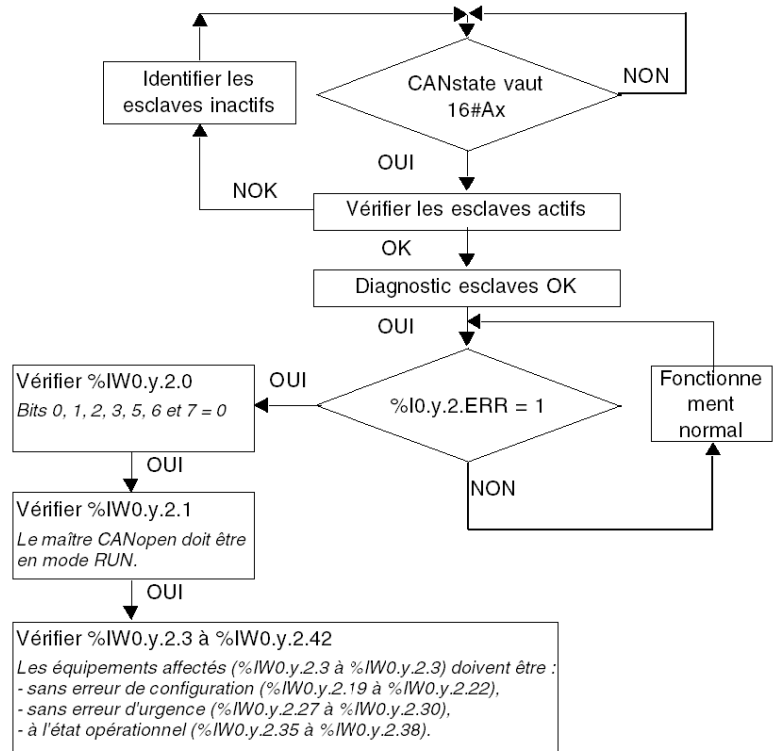 Identifier les
esclaves inactifs
CANstate vaut
16#Ax
NON
OUI
NOK
Vérifier les esclaves actifs
OK
Diagnostic esclaves OK
OUI
Vérifier %IW0.y.2.0
Bits 0, 1, 2, 3, 5, 6 et 7 = 0
OUI
%I0.y.2.ERR = 1
Fonctionne
ment
normal
OUI
NON
Vérifier %IW0.y.2.1
Le maître CANopen doit être
en mode RUN.
OUI
Vérifier %IW0.y.2.3 à %IW0.y.2.42
Les équipements affectés (%IW0.y.2.3 à %IW0.y.2.3) doivent être :
- sans erreur de configuration (%IW0.y.2.19 à %IW0.y.2.22),
- sans erreur d'urgence (%IW0.y.2.27 à %IW0.y.2.30),
- à l'état opérationnel (%IW0.y.2.35 à %IW0.y.2.38).